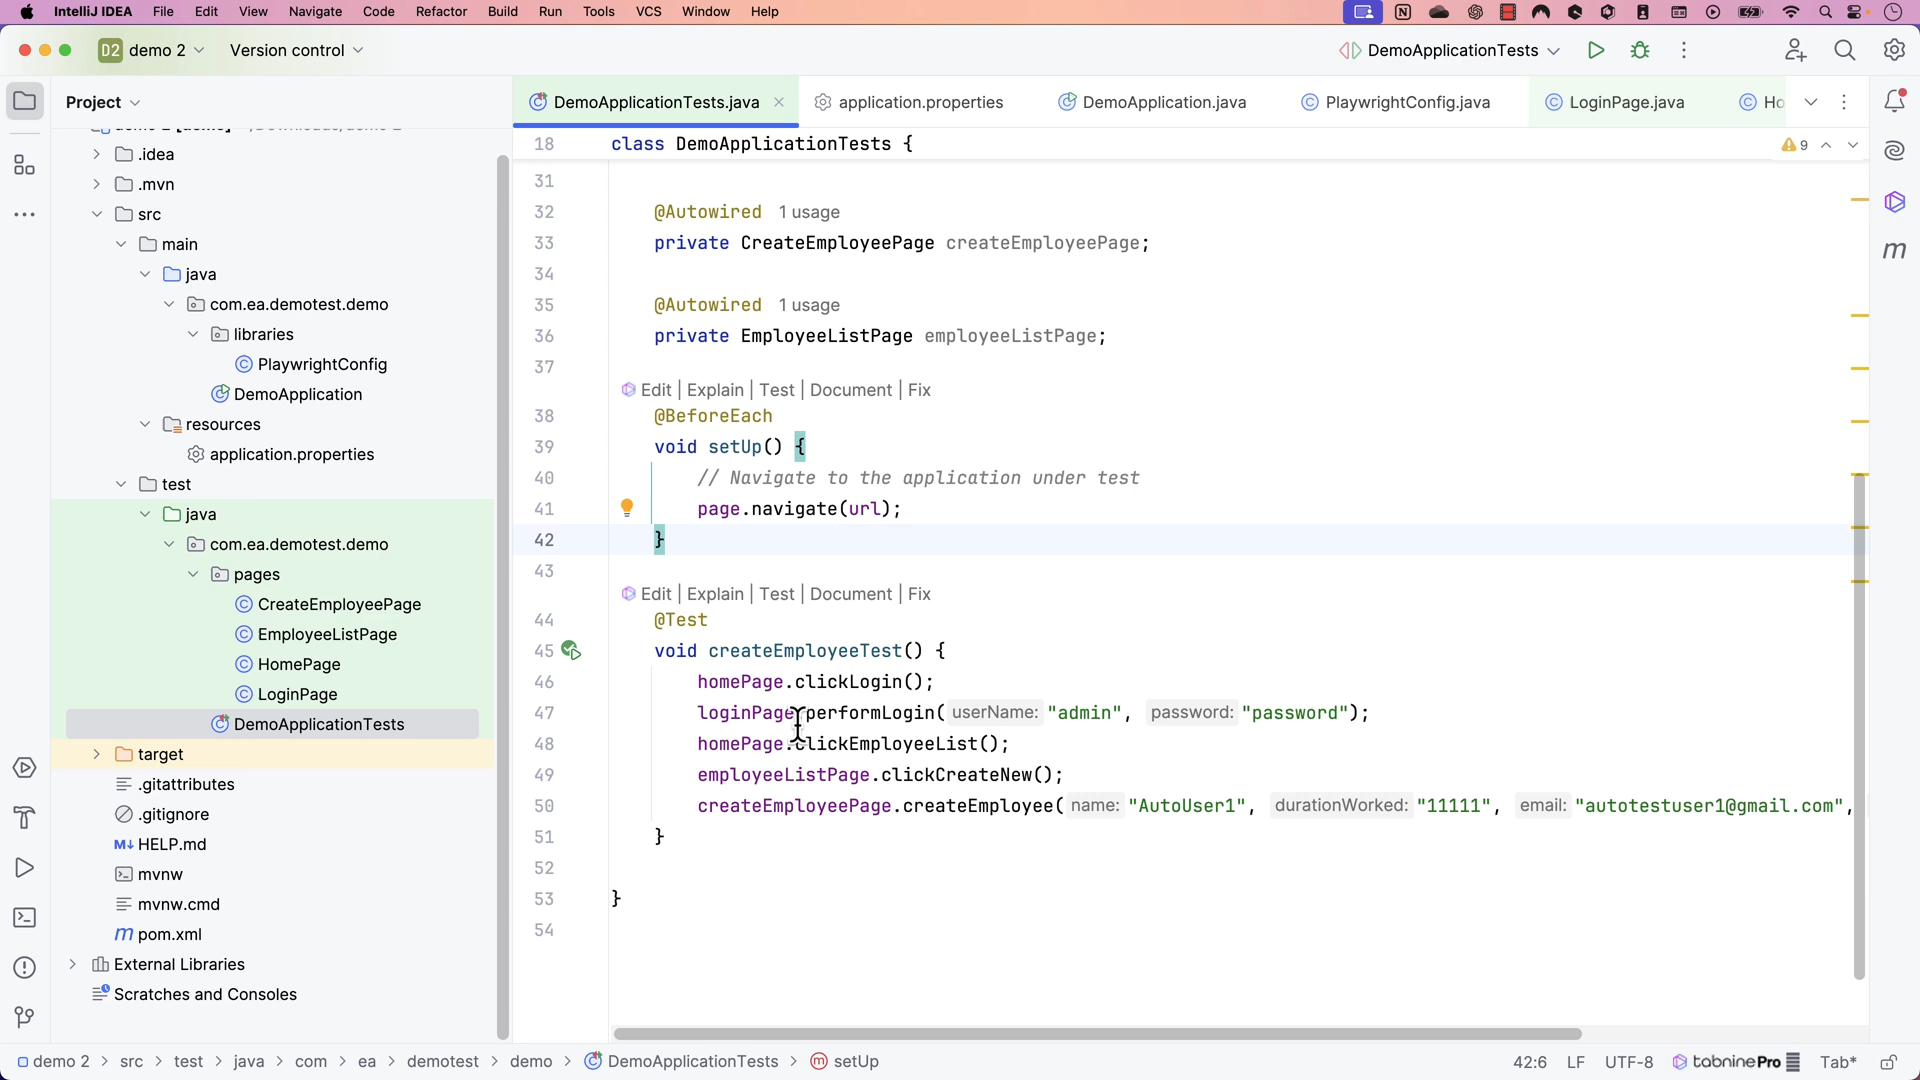 IntelliJ IDEA File Edit View Navigate Code Refactor Build Run Tools VCS Window Help
D2 demo 2 Version control DemoApplicationTests
Project
DemoApplicationTests.java application.properties DemoApplication.java PlaywrightConfig.java LoginPage.java Ho
.idea
.mvn
src
main
java
com.ea.demotest.demo
libraries
PlaywrightConfig
DemoApplication
resources
application.properties
test
java
com.ea.demotest.demo
pages
CreateEmployeePage
EmployeeListPage
HomePage
LoginPage
DemoApplicationTests
target
.gitattributes
.gitignore
M↓ HELP.md
mvnw
mvnw.cmd
m pom.xml
External Libraries
Scratches and Consoles
18 class DemoApplicationTests {
9
31
32 @Autowired 1 usage
33 private CreateEmployeePage createEmployeePage;
34
35 @Autowired 1 usage
36 private EmployeeListPage employeeListPage;
37
Edit | Explain | Test | Document | Fix
38 @BeforeEach
39 void setUp() {
40 // Navigate to the application under test
41 page.navigate(url);
42 }
43
Edit | Explain | Test | Document | Fix
44 @Test
45 void createEmployeeTest() {
46 homePage.clickLogin();
47 loginPage.performLogin( userName: "admin", password: "password");
48 homePage.clickEmployeeList();
49 employeeListPage.clickCreateNew();
50 createEmployeePage.createEmployee( name: "AutoUser1", durationWorked: "11111", email: "autotestuser1@gmail.com",
51 }
52
53 }
54
m
demo 2 > src > test > java > com > ea > demotest > demo > DemoApplicationTests > m setUp
42:6 LF UTF-8 tabninePro Tab*